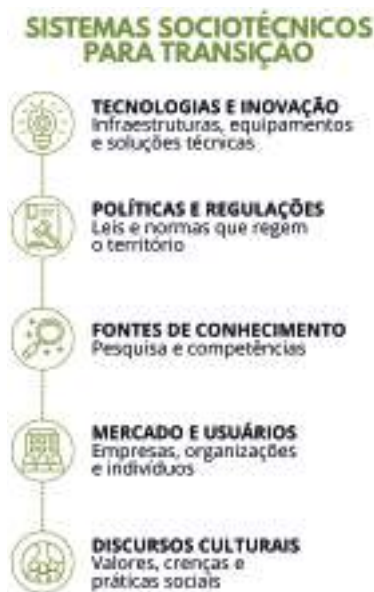 SISTEMAS SOCIOTÉCNICOS
PARA TRANSIÇÃO
TECNOLOGIAS E INOVAÇÃO
Infraestruturas, equipamentos
e soluções técnicas
POLÍTICAS E REGULAÇÕES
Leis e normas que regem
o território
FONTES DE CONHECIMENTO
Pesquisa e competências
MERCADO E USUÁRIOS
Empresas, organizações
e indivíduos
DISCURSOS CULTURAIS
Valores, crenças e
práticas sociais